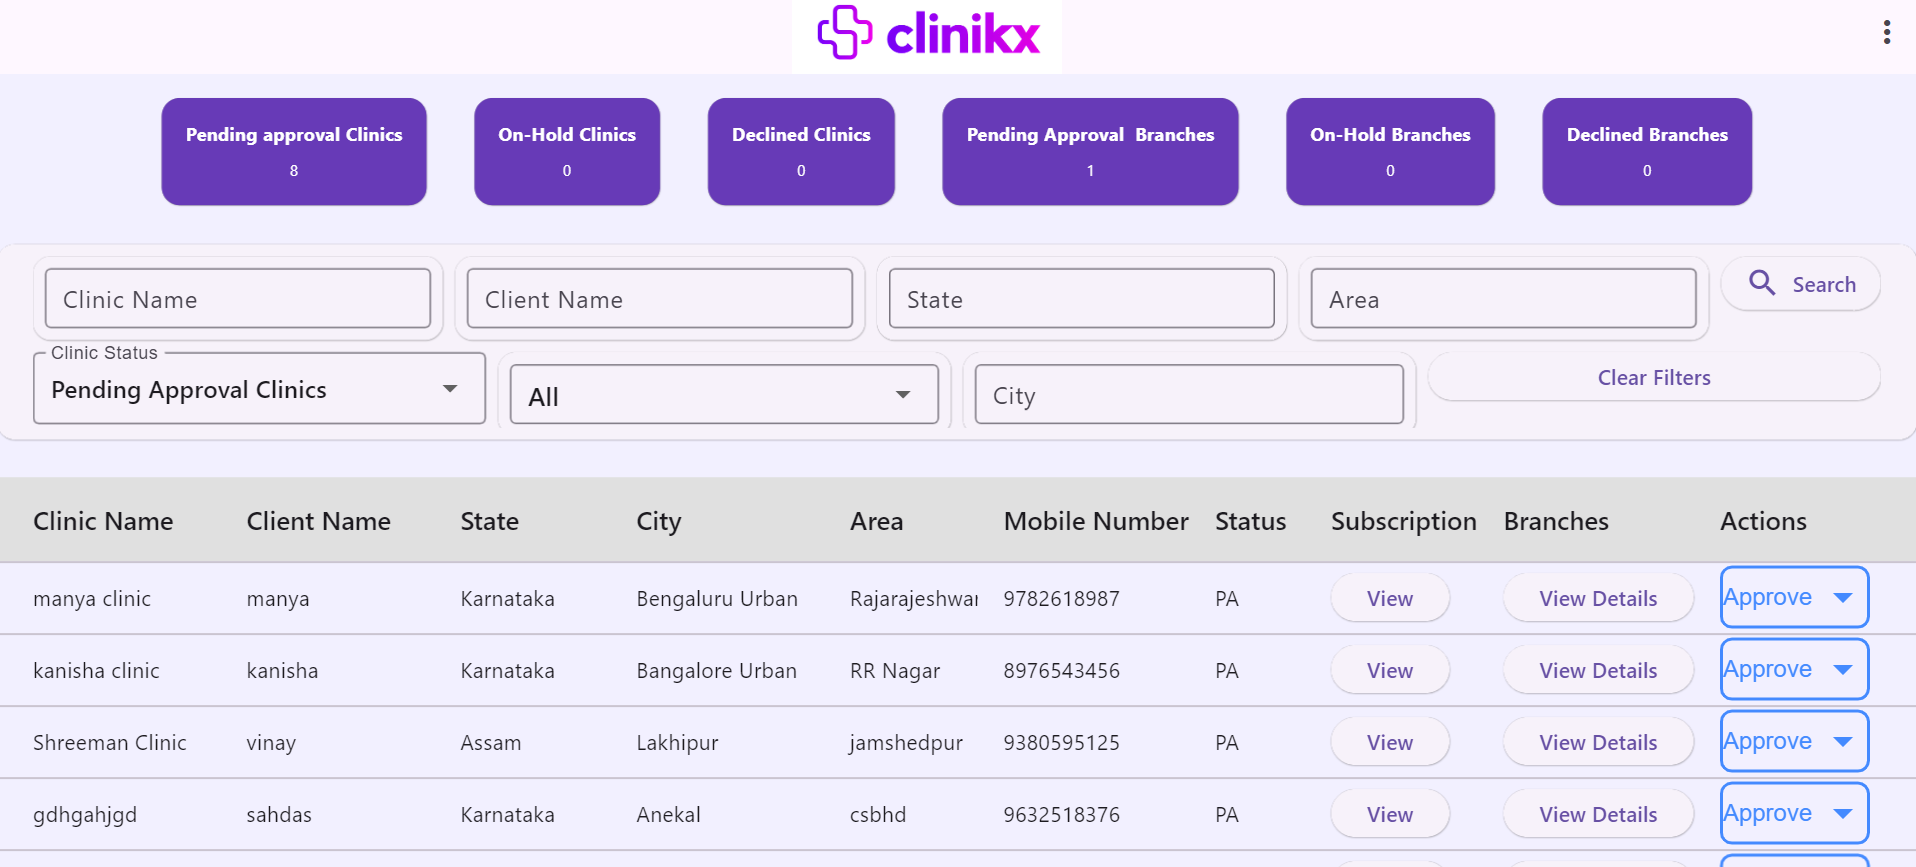 clinikx
Pending approval Clinics
8
On-Hold Clinics
0
Declined Clinics
0
Pending Approval Branches
1
On-Hold Branches
0
Declined Branches
0
Clinic Name
Client Name
State
Area
Search
Clinic Status
Pending Approval Clinics
All
City
Clear Filters
Clinic Name Client Name State City Area Mobile Number Status Subscription Branches Actions
manya clinic manya Karnataka Bengaluru Urban Rajarajeshwar 9782618987 PA View View Details Approve
kanisha clinic kanisha Karnataka Bangalore Urban RR Nagar 8976543456 PA View View Details Approve
Shreeman Clinic vinay Assam Lakhipur jamshedpur 9380595125 PA View View Details Approve
gdhgahjgd sahdas Karnataka Anekal csbhd 9632518376 PA View View Details Approve